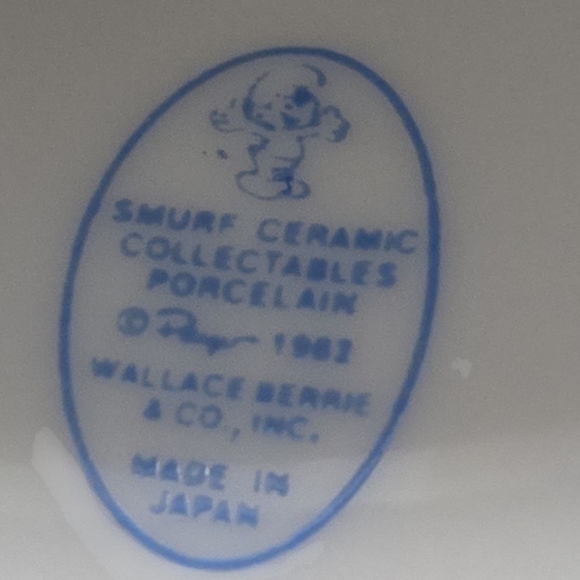 SMURF CERAMIC
COLLECTABLES
PORCELAIN
© Peyo 1982
WALLACE BERRIE
& CO., INC.
MADE IN
JAPAN